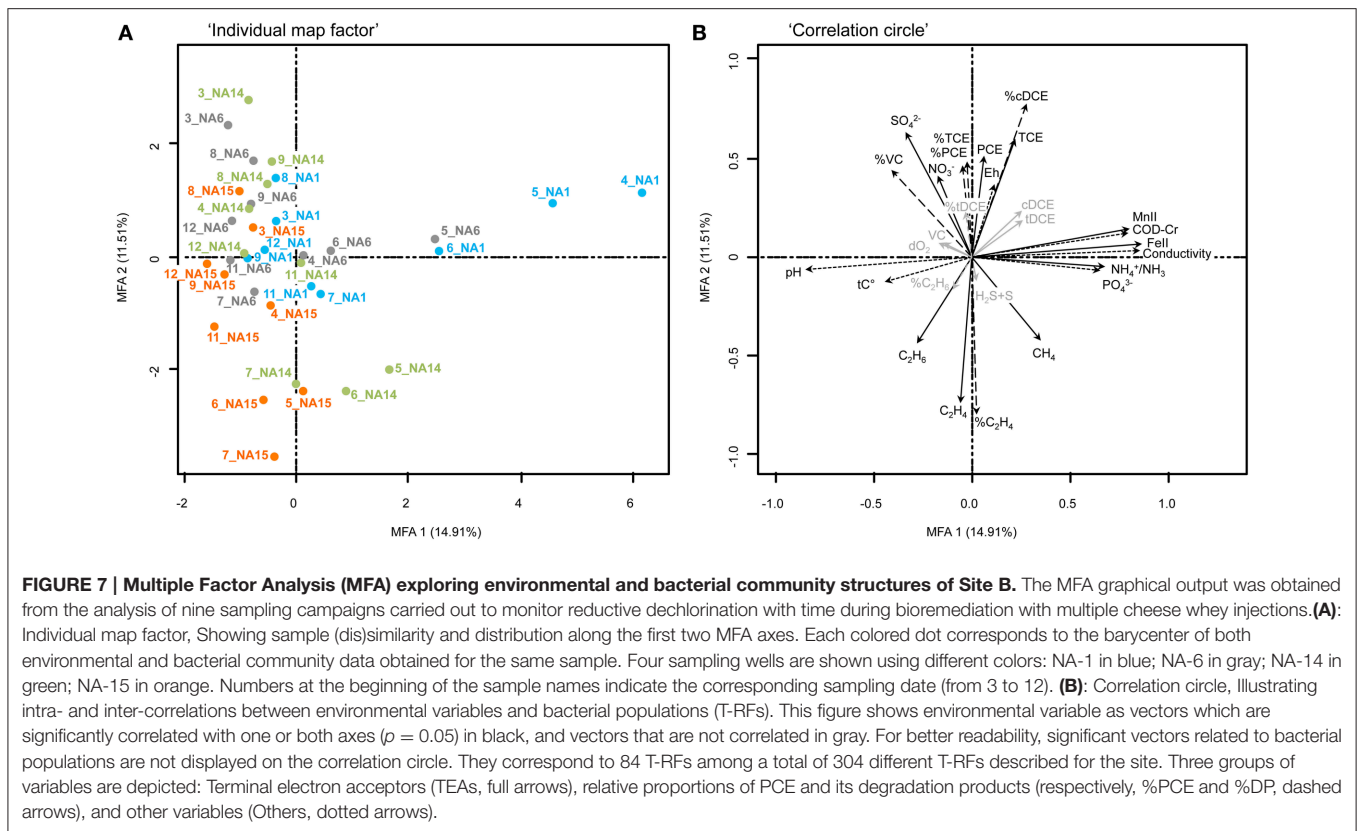 A
'Individual map factor'
MFA 2 (11.51%)
2
0
-2
3_NA14
3_NA6
8_NA6
9_NA14
8_NA14
8_NA1
8_NA15
9_NA6
4_NA14
12_NA6
3_NA1
3_NA15
12_NA14
12_NA1
9_NA1
11_NA6
12_NA15
9_NA15
7_NA6
6_NA6
4_NA6
11_NA14
5_NA6
6_NA1
5_NA1
4_NA1
11_NA1
7_NA1
4_NA15
11_NA15
7_NA14
5_NA14
6_NA14
5_NA15
6_NA15
7_NA15
-2
0
2
4
6
MFA 1 (14.91%)
B
'Correlation circle'
MFA 2 (11.51%)
1.0
0.5
0.0
-0.5
-1.0
%cDCE
SO₄²⁻
%TCE
TCE
%PCE
PCE
%VC
NO₃⁻
Eh
%tDCE
cDCE
tDCE
VC
dO₂
MnII
COD-Cr
FeII
Conductivity
NH₄⁺/NH₃
PO₄³⁻
pH
tC°
%C₂H₆
H₂S+S
C₂H₆
CH₄
C₂H₄
%C₂H₄
-1.0
-0.5
0.0
0.5
1.0
MFA 1 (14.91%)
FIGURE 7 | Multiple Factor Analysis (MFA) exploring environmental and bacterial community structures of Site B. The MFA graphical output was obtained
from the analysis of nine sampling campaigns carried out to monitor reductive dechlorination with time during bioremediation with multiple cheese whey injections.(A):
Individual map factor, Showing sample (dis)similarity and distribution along the first two MFA axes. Each colored dot corresponds to the barycenter of both
environmental and bacterial community data obtained for the same sample. Four sampling wells are shown using different colors: NA-1 in blue; NA-6 in gray; NA-14 in
green; NA-15 in orange. Numbers at the beginning of the sample names indicate the corresponding sampling date (from 3 to 12). (B): Correlation circle, Illustrating
intra- and inter-correlations between environmental variables and bacterial populations (T-RFs). This figure shows environmental variable as vectors which are
significantly correlated with one or both axes (p = 0.05) in black, and vectors that are not correlated in gray. For better readability, significant vectors related to bacterial
populations are not displayed on the correlation circle. They correspond to 84 T-RFs among a total of 304 different T-RFs described for the site. Three groups of
variables are depicted: Terminal electron acceptors (TEAs, full arrows), relative proportions of PCE and its degradation products (respectively, %PCE and %DP, dashed
arrows), and other variables (Others, dotted arrows).